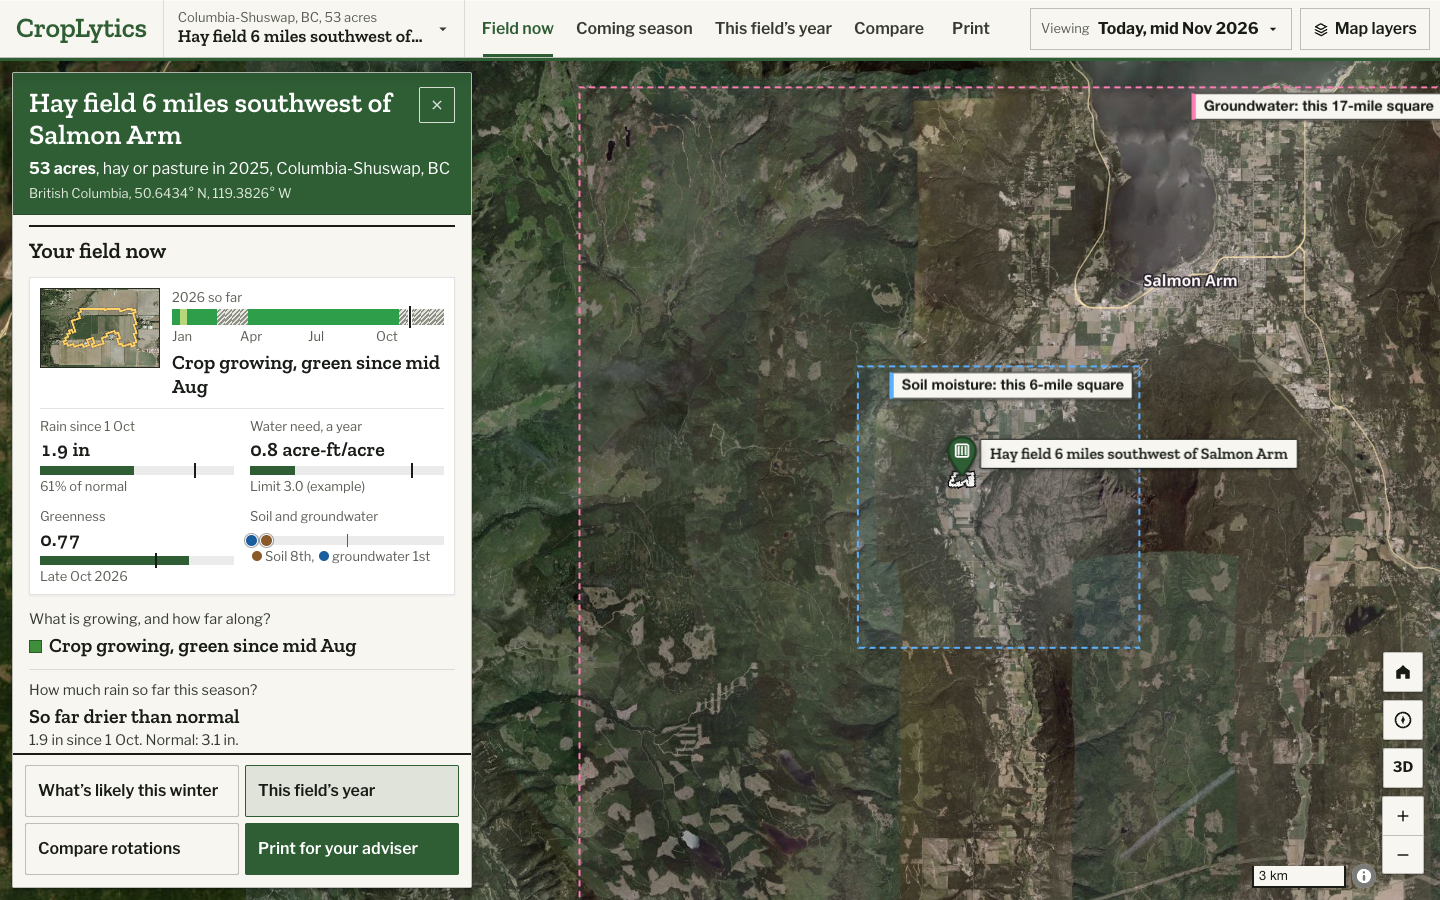 CropLytics
Columbia-Shuswap, BC, 53 acres
Hay field 6 miles southwest of...
Field now
Coming season
This field's year
Compare
Print
Viewing Today, mid Nov 2026
Map layers
Hay field 6 miles southwest of
Salmon Arm
53 acres, hay or pasture in 2025, Columbia-Shuswap, BC
British Columbia, 50.6434° N, 119.3826° W
Your field now
2026 so far
Jan Apr Jul Oct
Crop growing, green since mid
Aug
Rain since 1 Oct
1.9 in
61% of normal
Water need, a year
0.8 acre-ft/acre
Limit 3.0 (example)
Greenness
0.77
Late Oct 2026
Soil and groundwater
Soil 8th, groundwater 1st
What is growing, and how far along?
Crop growing, green since mid Aug
How much rain so far this season?
So far drier than normal
1.9 in since 1 Oct. Normal: 3.1 in.
What's likely this winter
This field's year
Compare rotations
Print for your adviser
Groundwater: this 17-mile square
Salmon Arm
Soil moisture: this 6-mile square
Hay field 6 miles southwest of Salmon Arm
3D
+
−
3 km